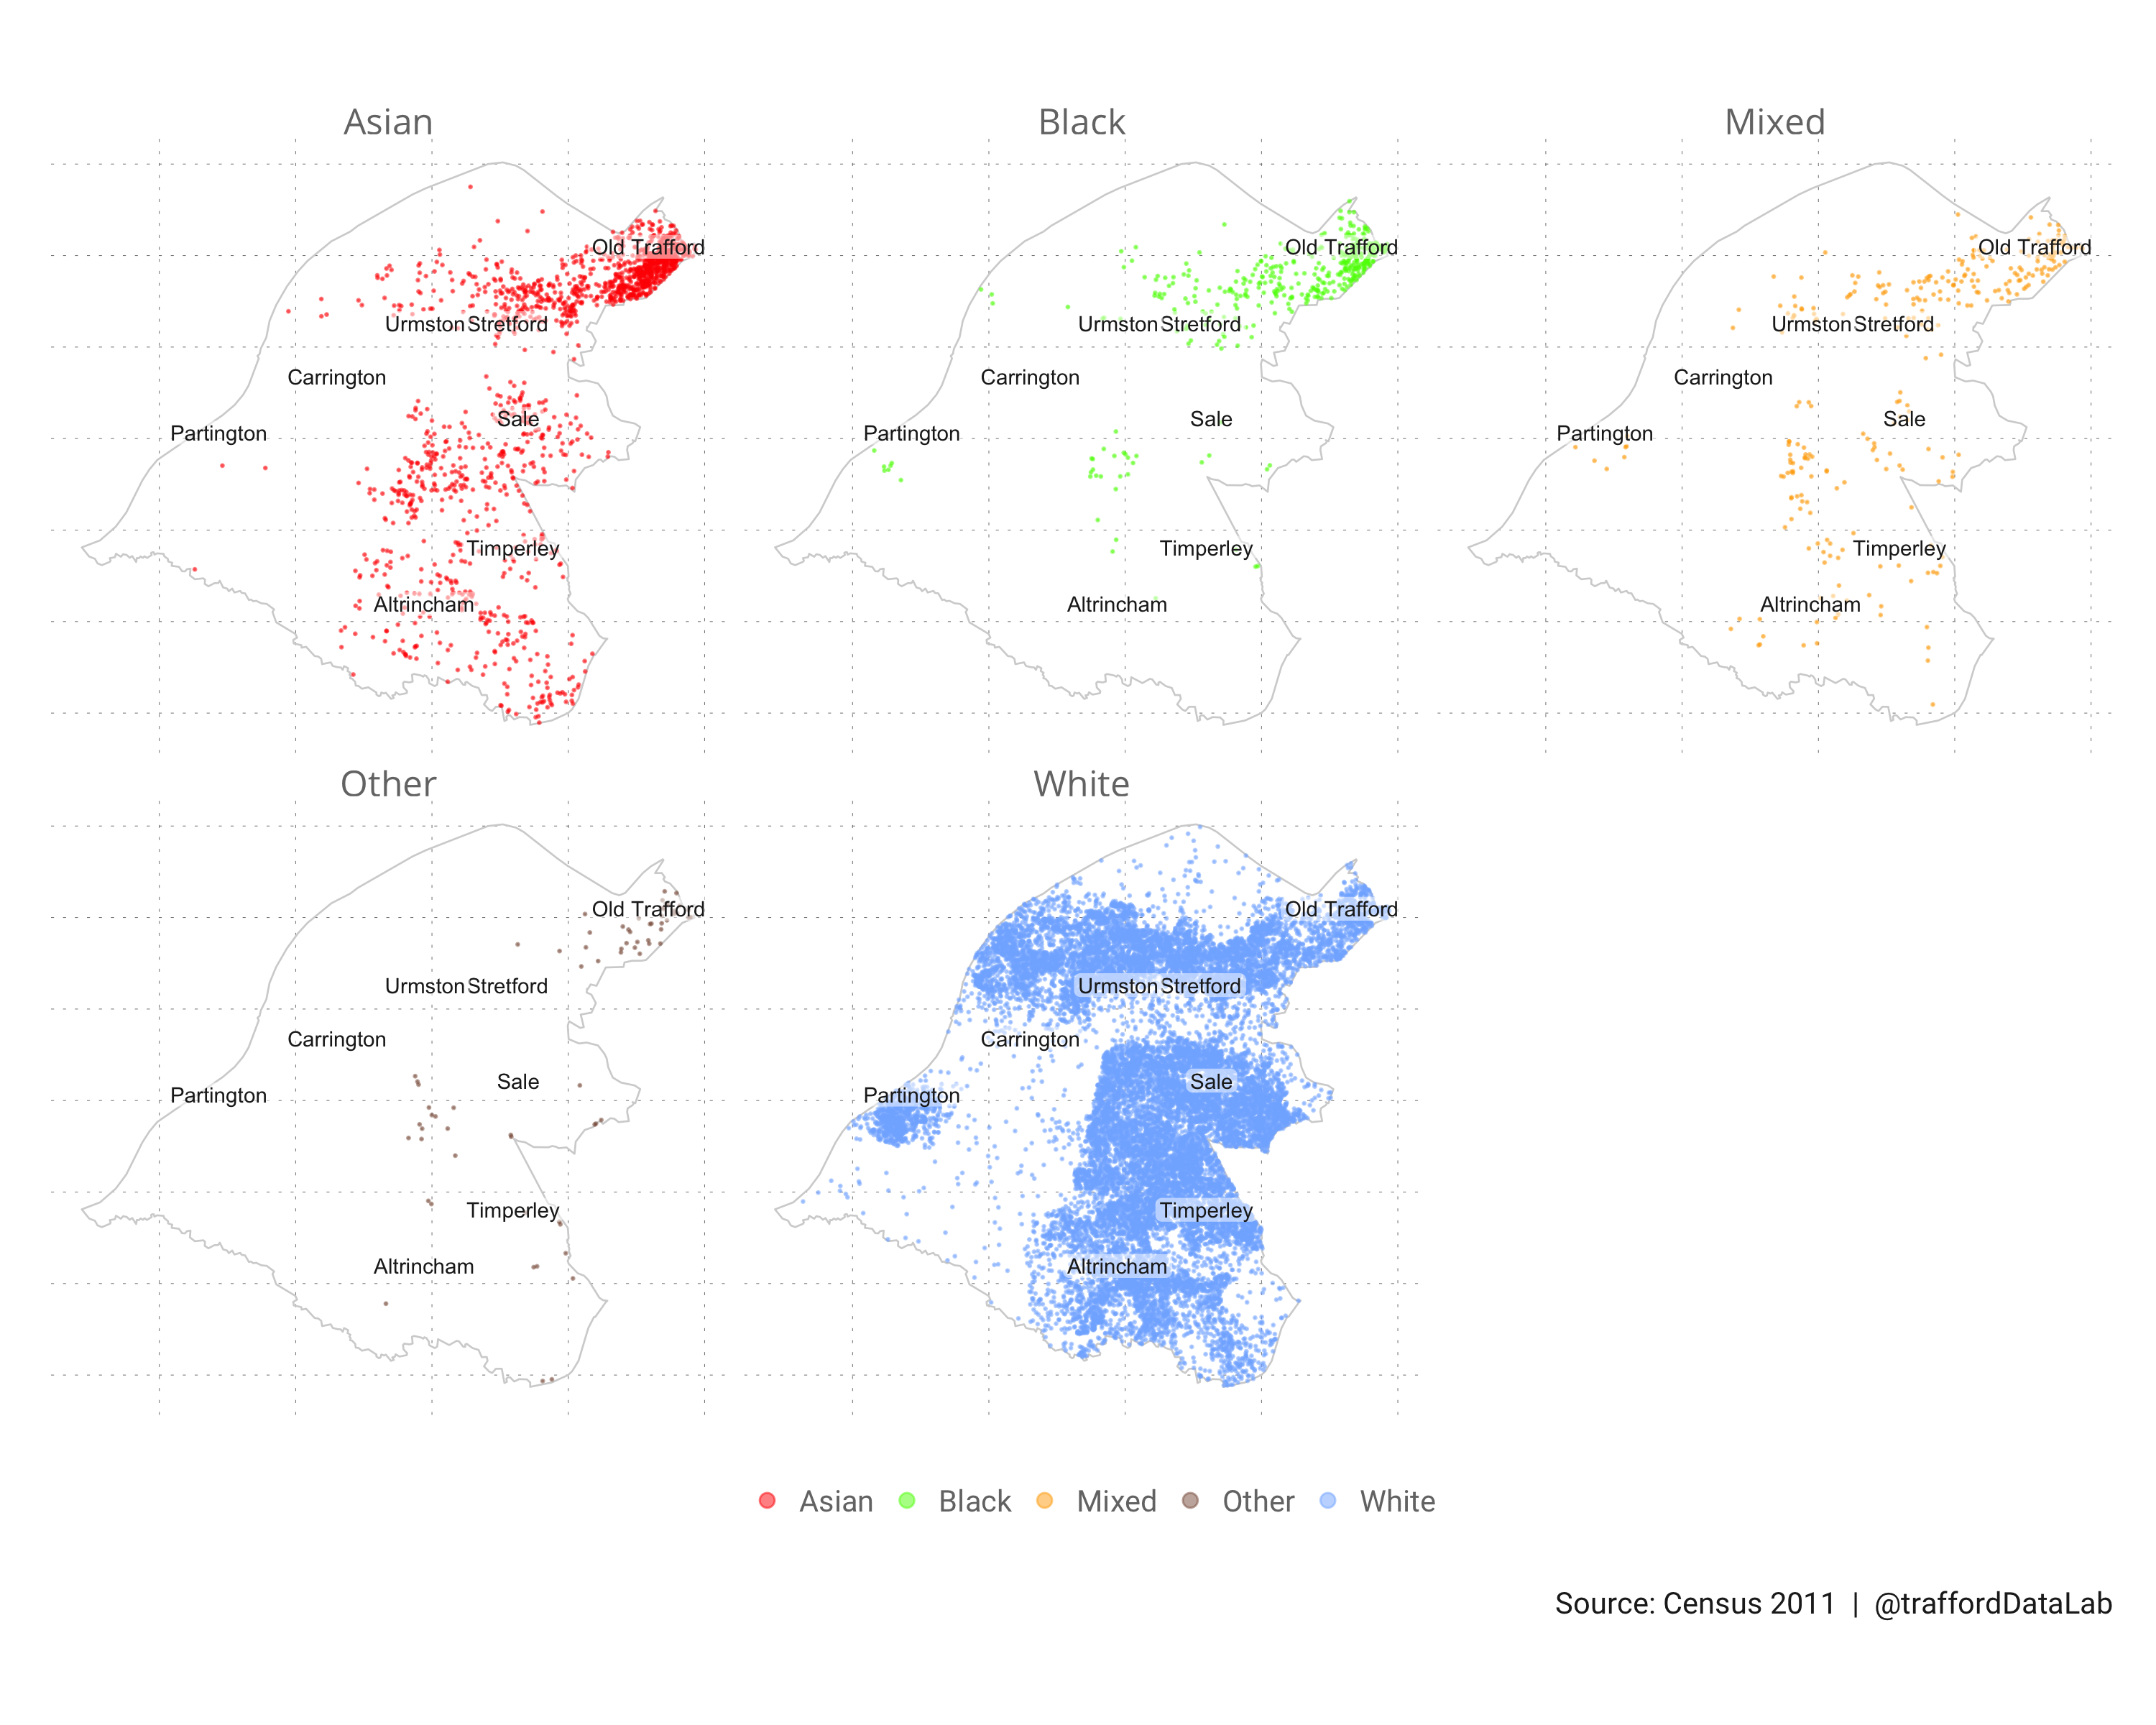 Asian
Black
Mixed
Old Trafford
Old Trafford
Old Trafford
Urmston Stretford
Urmston Stretford
Urmston Stretford
Carrington
Carrington
Carrington
Sale
Sale
Sale
Partington
Partington
Partington
Timperley
Timperley
Timperley
Altrincham
Altrincham
Altrincham
Other
White
Old Trafford
Old Trafford
Urmston Stretford
Urmston Stretford
Carrington
Carrington
Sale
Sale
Partington
Partington
Timperley
Timperley
Altrincham
Altrincham
Asian Black Mixed Other White
Source: Census 2011 | @traffordDataLab